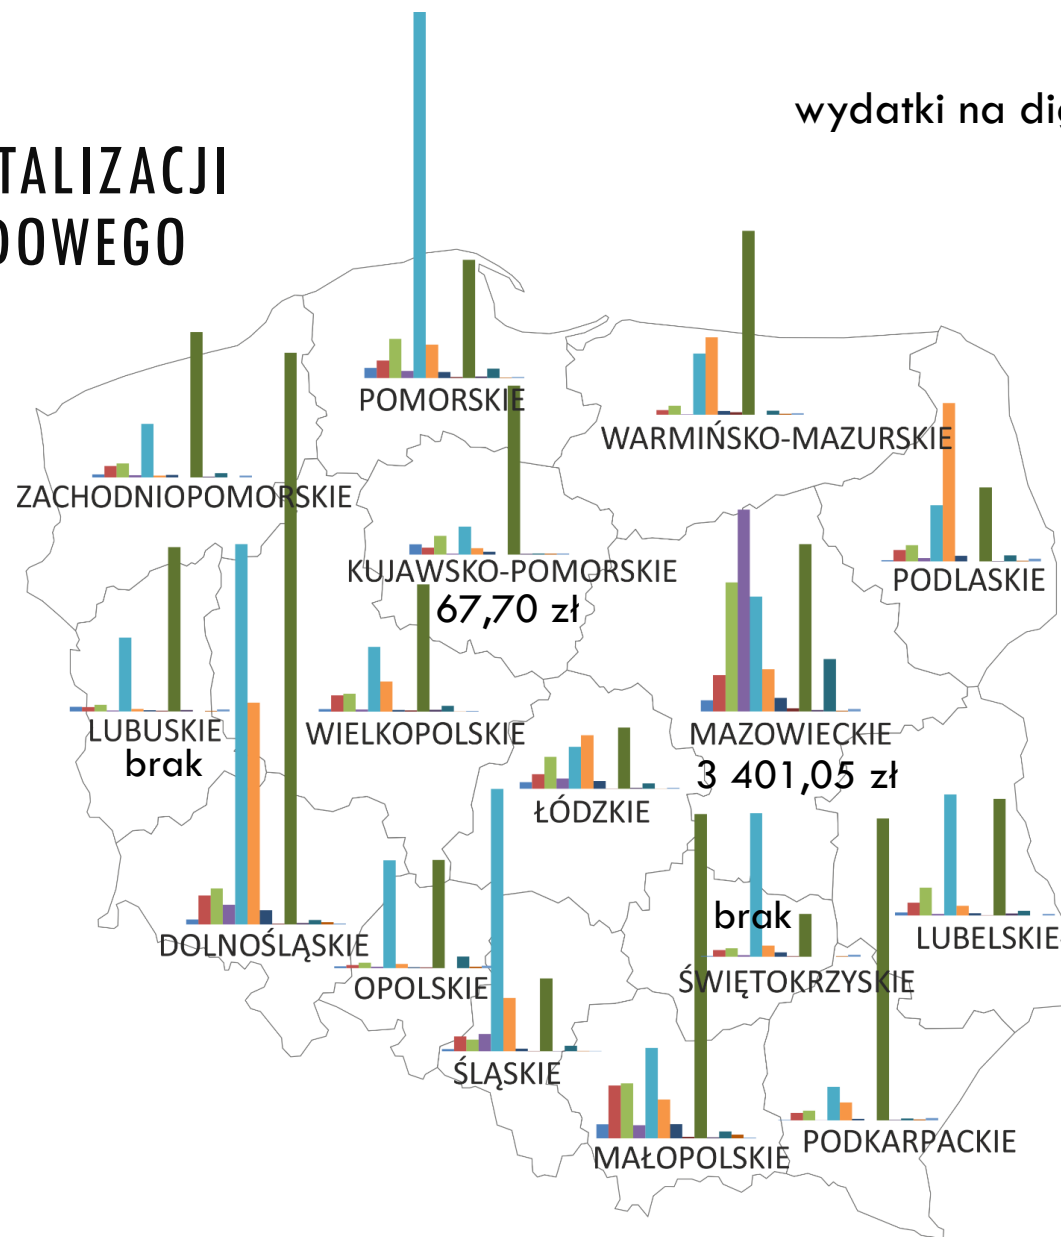 wydatki na dig
TALIZACJI
DOWEGO
POMORSKIE
WARMIŃSKO-MAZURSKIE
ZACHODNIOPOMORSKIE
KUJAWSKO-POMORSKIE
67,70 zł
PODLASKIE
LUBUSKIE
brak
WIELKOPOLSKIE
MAZOWIECKIE
3 401,05 zł
ŁÓDZKIE
DOLNOŚLĄSKIE
brak
LUBELSKIE
OPOLSKIE
ŚWIĘTOKRZYSKIE
ŚLĄSKIE
MAŁOPOLSKIE
PODKARPACKIE